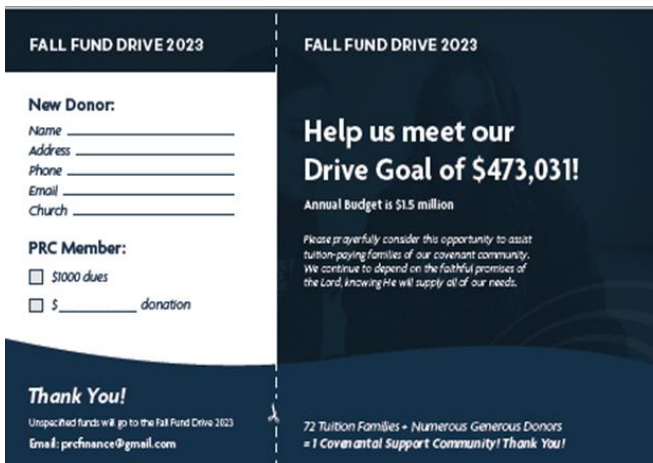 FALL FUND DRIVE 2023
New Donor:
Name
Address
Phone
Email
Church
PRC Member:
$1000 dues
$ donation
Thank You!
Unspecified funds will go to the Fall Fund Drive 2023
Email: prcfinance@gmail.com
FALL FUND DRIVE 2023
Help us meet our
Drive Goal of $473,031!
Annual Budget is $1.5 million
Please prayerfully consider this opportunity to assist
tuition-paying families of our covenant community.
We continue to depend on the faithful promises of
the Lord, knowing He will supply all of our needs.
72 Tuition Families + Numerous Generous Donors
= 1 Covenantal Support Community! Thank You!